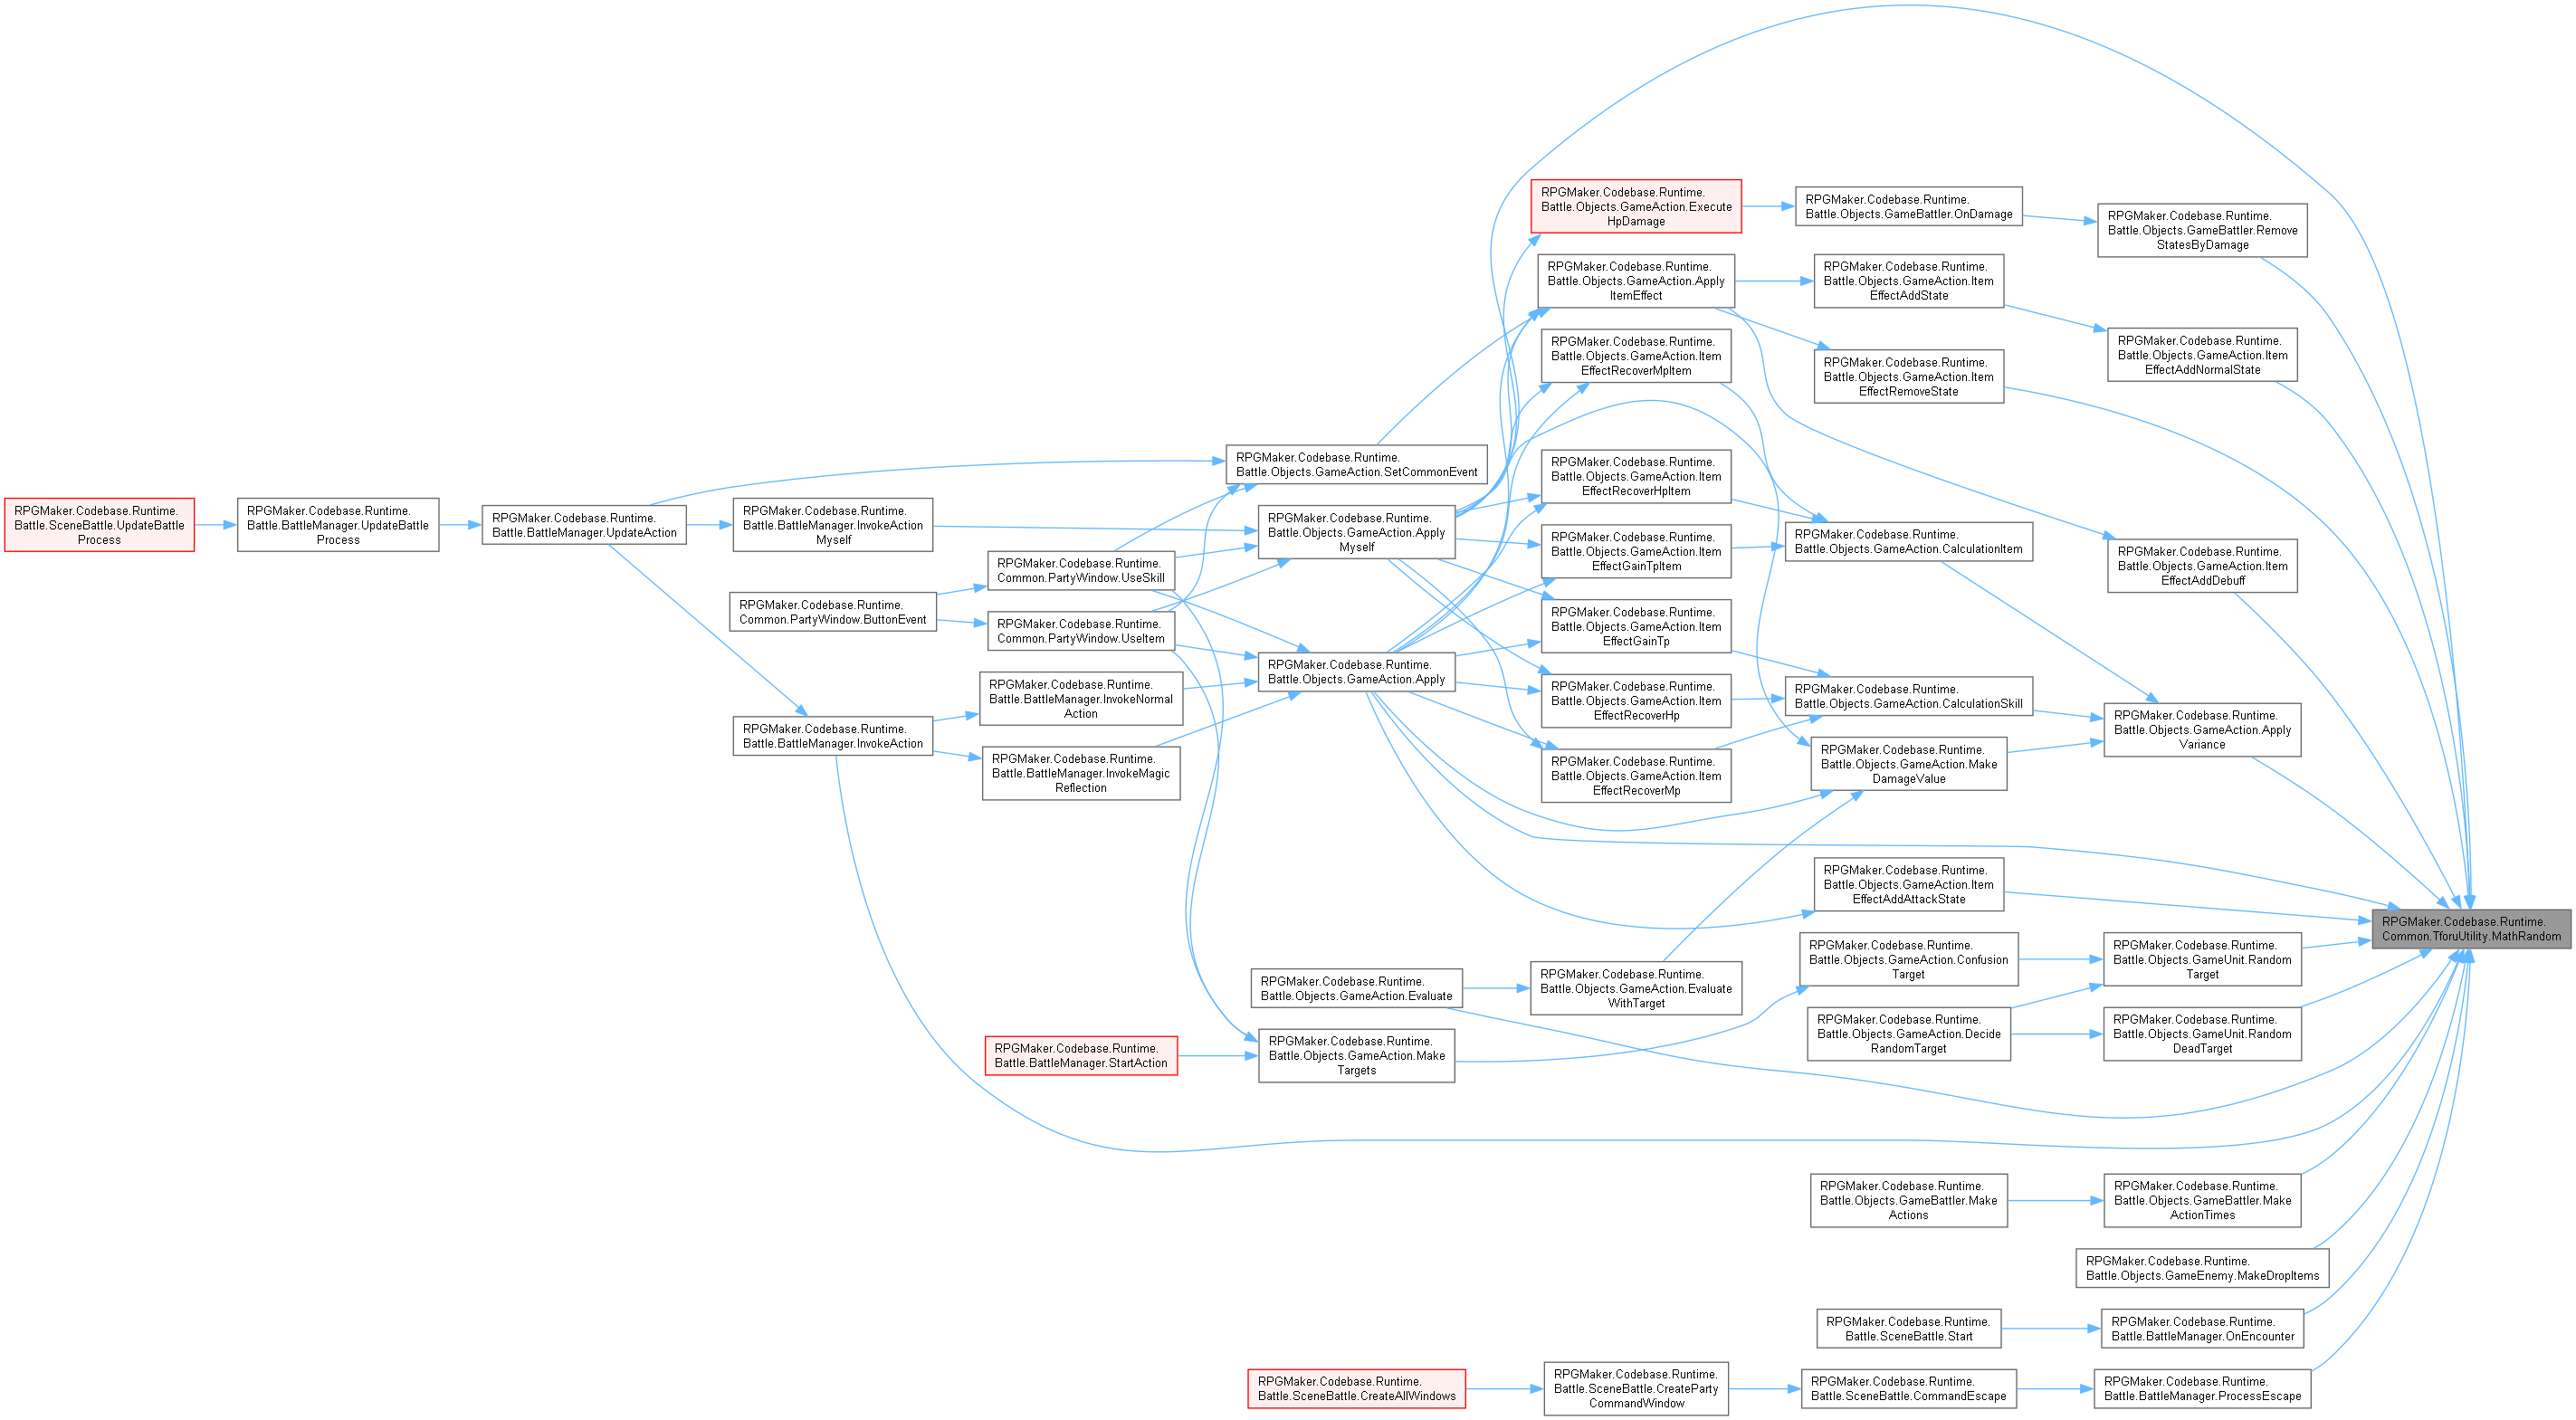 RPGMaker.Codebase.Runtime.
Battle.Objects.GameAction.Execute
HpDamage
RPGMaker.Codebase.Runtime.
Battle.Objects.GameBattler.OnDamage
RPGMaker.Codebase.Runtime.
Battle.Objects.GameBattler.Remove
StatesByDamage
RPGMaker.Codebase.Runtime.
Battle.Objects.GameAction.Apply
ItemEffect
RPGMaker.Codebase.Runtime.
Battle.Objects.GameAction.Item
EffectAddState
RPGMaker.Codebase.Runtime.
Battle.Objects.GameAction.Item
EffectRecoverMpItem
RPGMaker.Codebase.Runtime.
Battle.Objects.GameAction.Item
EffectRemoveState
RPGMaker.Codebase.Runtime.
Battle.Objects.GameAction.Item
EffectAddNormalState
RPGMaker.Codebase.Runtime.
Battle.Objects.GameAction.SetCommonEvent
RPGMaker.Codebase.Runtime.
Battle.Objects.GameAction.Item
EffectRecoverHpItem
RPGMaker.Codebase.Runtime.
Battle.SceneBattle.UpdateBattle
Process
RPGMaker.Codebase.Runtime.
Battle.BattleManager.UpdateBattle
Process
RPGMaker.Codebase.Runtime.
Battle.BattleManager.UpdateAction
RPGMaker.Codebase.Runtime.
Battle.BattleManager.InvokeAction
Myself
RPGMaker.Codebase.Runtime.
Battle.Objects.GameAction.Apply
Myself
RPGMaker.Codebase.Runtime.
Battle.Objects.GameAction.Item
EffectGainTpItem
RPGMaker.Codebase.Runtime.
Battle.Objects.GameAction.CalculationItem
RPGMaker.Codebase.Runtime.
Battle.Objects.GameAction.Item
EffectAddDebuff
RPGMaker.Codebase.Runtime.
Common.PartyWindow.UseSkill
RPGMaker.Codebase.Runtime.
Common.PartyWindow.ButtonEvent
RPGMaker.Codebase.Runtime.
Common.PartyWindow.UseItem
RPGMaker.Codebase.Runtime.
Battle.Objects.GameAction.Item
EffectGainTp
RPGMaker.Codebase.Runtime.
Battle.Objects.GameAction.Apply
RPGMaker.Codebase.Runtime.
Battle.BattleManager.InvokeNormal
Action
RPGMaker.Codebase.Runtime.
Battle.Objects.GameAction.Item
EffectRecoverHp
RPGMaker.Codebase.Runtime.
Battle.Objects.GameAction.CalculationSkill
RPGMaker.Codebase.Runtime.
Battle.Objects.GameAction.Apply
Variance
RPGMaker.Codebase.Runtime.
Battle.BattleManager.InvokeAction
RPGMaker.Codebase.Runtime.
Battle.BattleManager.InvokeMagic
Reflection
RPGMaker.Codebase.Runtime.
Battle.Objects.GameAction.Item
EffectRecoverMp
RPGMaker.Codebase.Runtime.
Battle.Objects.GameAction.Make
DamageValue
RPGMaker.Codebase.Runtime.
Battle.Objects.GameAction.Item
EffectAddAttackState
RPGMaker.Codebase.Runtime.
Common.TforuUtility.MathRandom
RPGMaker.Codebase.Runtime.
Battle.Objects.GameAction.Confusion
Target
RPGMaker.Codebase.Runtime.
Battle.Objects.GameUnit.Random
Target
RPGMaker.Codebase.Runtime.
Battle.Objects.GameAction.Evaluate
RPGMaker.Codebase.Runtime.
Battle.Objects.GameAction.Evaluate
WithTarget
RPGMaker.Codebase.Runtime.
Battle.Objects.GameAction.Decide
RandomTarget
RPGMaker.Codebase.Runtime.
Battle.Objects.GameUnit.Random
DeadTarget
RPGMaker.Codebase.Runtime.
Battle.BattleManager.StartAction
RPGMaker.Codebase.Runtime.
Battle.Objects.GameAction.Make
Targets
RPGMaker.Codebase.Runtime.
Battle.Objects.GameBattler.Make
Actions
RPGMaker.Codebase.Runtime.
Battle.Objects.GameBattler.Make
ActionTimes
RPGMaker.Codebase.Runtime.
Battle.Objects.GameEnemy.MakeDropItems
RPGMaker.Codebase.Runtime.
Battle.SceneBattle.Start
RPGMaker.Codebase.Runtime.
Battle.BattleManager.OnEncounter
RPGMaker.Codebase.Runtime.
Battle.SceneBattle.CreateAllWindows
RPGMaker.Codebase.Runtime.
Battle.SceneBattle.CreateParty
CommandWindow
RPGMaker.Codebase.Runtime.
Battle.SceneBattle.CommandEscape
RPGMaker.Codebase.Runtime.
Battle.BattleManager.ProcessEscape